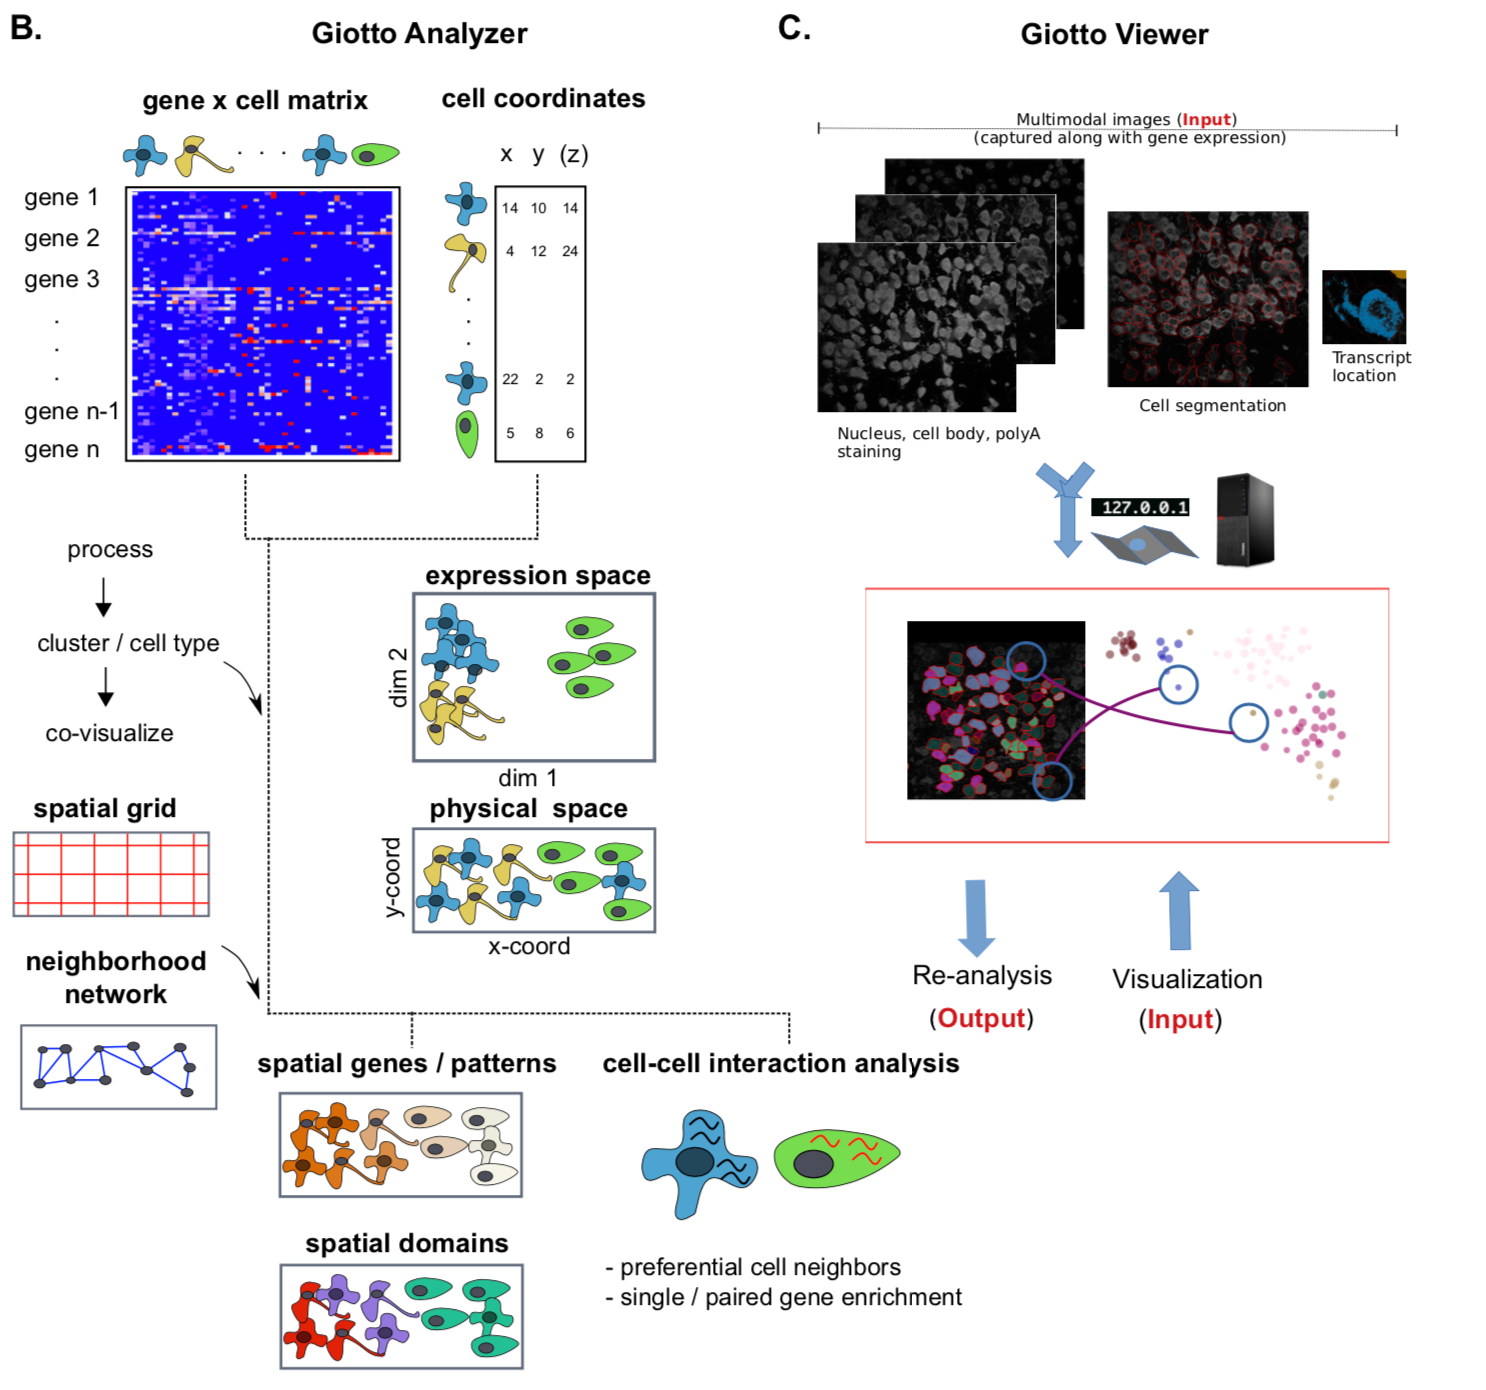 B.
Giotto Analyzer
gene x cell matrix
cell coordinates
x y (z)
gene 1
gene 2
gene 3
.
.
.
gene n-1
gene n
. . .
14 10 14
4 12 24
.
.
.
22 2 2
5 8 6
process
cluster / cell type
co-visualize
expression space
dim 2
dim 1
physical space
y-coord
x-coord
spatial grid
neighborhood
network
spatial genes / patterns
spatial domains
cell-cell interaction analysis
- preferential cell neighbors
- single / paired gene enrichment
C.
Giotto Viewer
Multimodal images (Input)
(captured along with gene expression)
Nucleus, cell body, polyA
staining
Cell segmentation
Transcript
location
127.0.0.1
Re-analysis
(Output)
Visualization
(Input)